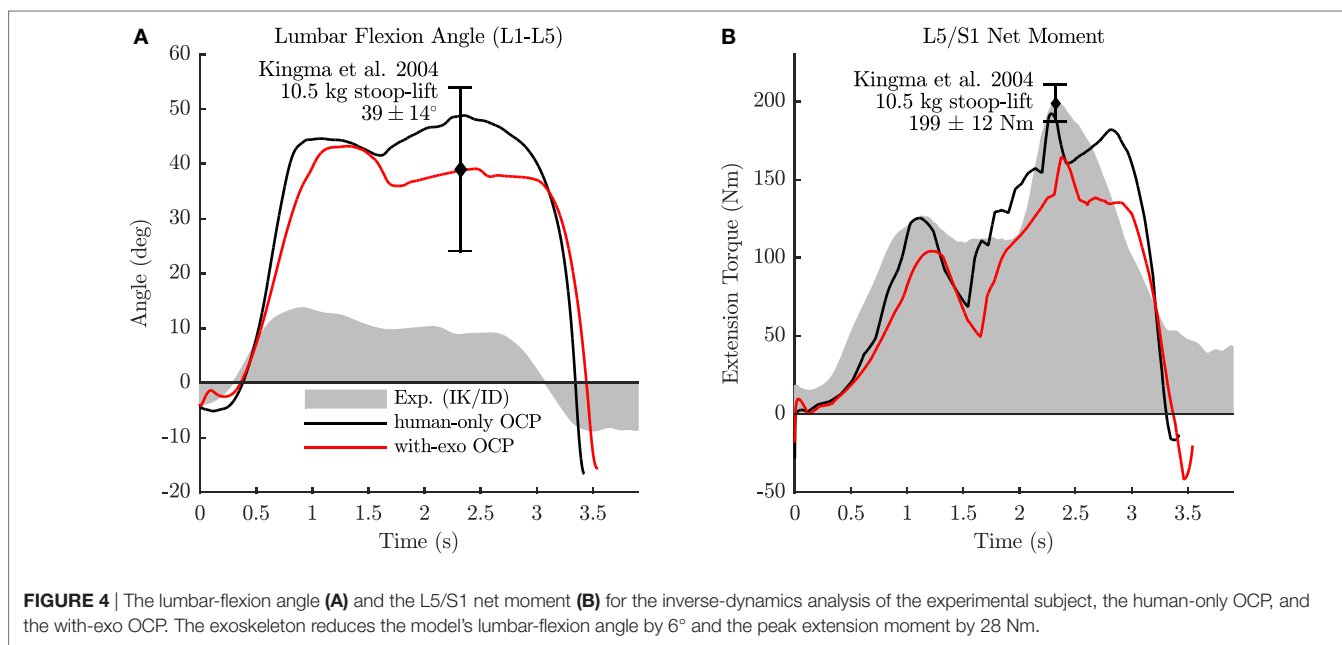 A
Lumbar Flexion Angle (L1-L5)
60
50
40
30
20
10
0
-10
-20
Angle (deg)
Kingma et al. 2004
10.5 kg stoop-lift
39 ± 14°
Exp. (IK/ID)
human-only OCP
with-exo OCP
0 0.5 1 1.5 2 2.5 3 3.5
Time (s)
B
L5/S1 Net Moment
200
150
100
50
0
-50
Extension Torque (Nm)
Kingma et al. 2004
10.5 kg stoop-lift
199 ± 12 Nm
0 0.5 1 1.5 2 2.5 3 3.5
Time (s)
FIGURE 4 | The lumbar-flexion angle (A) and the L5/S1 net moment (B) for the inverse-dynamics analysis of the experimental subject, the human-only OCP, and
the with-exo OCP. The exoskeleton reduces the model's lumbar-flexion angle by 6° and the peak extension moment by 28 Nm.